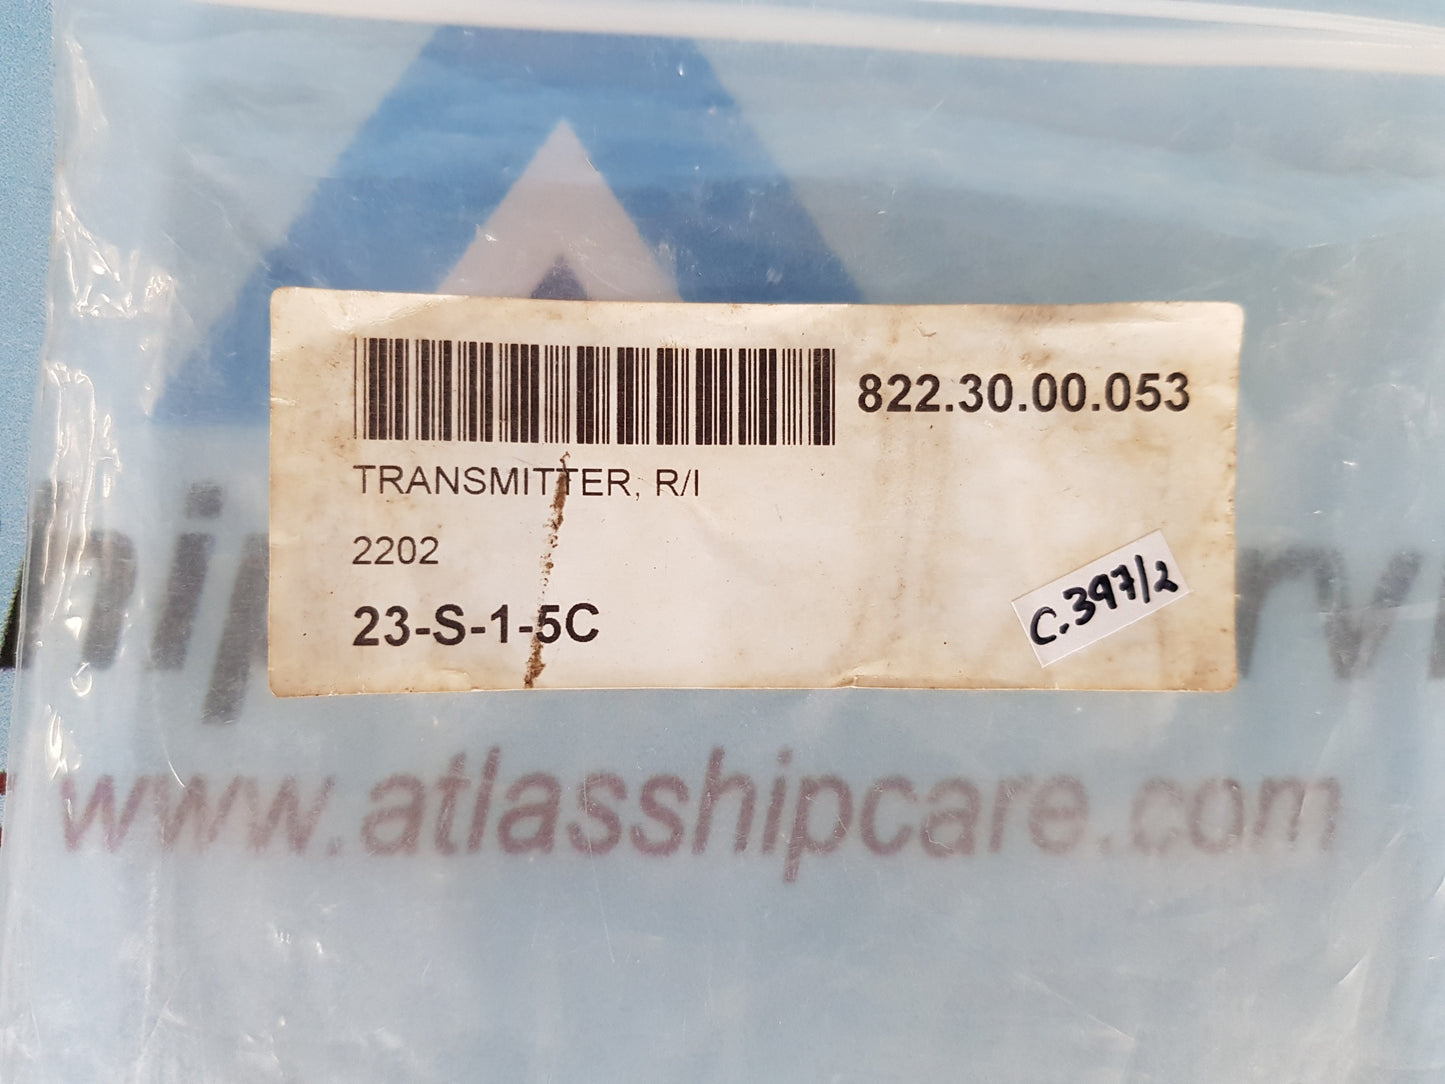 822.30.00.053
TRANSMITTER, R/I
2202
23-S-1-5C
C.397/2
www.atlasshipcare.com